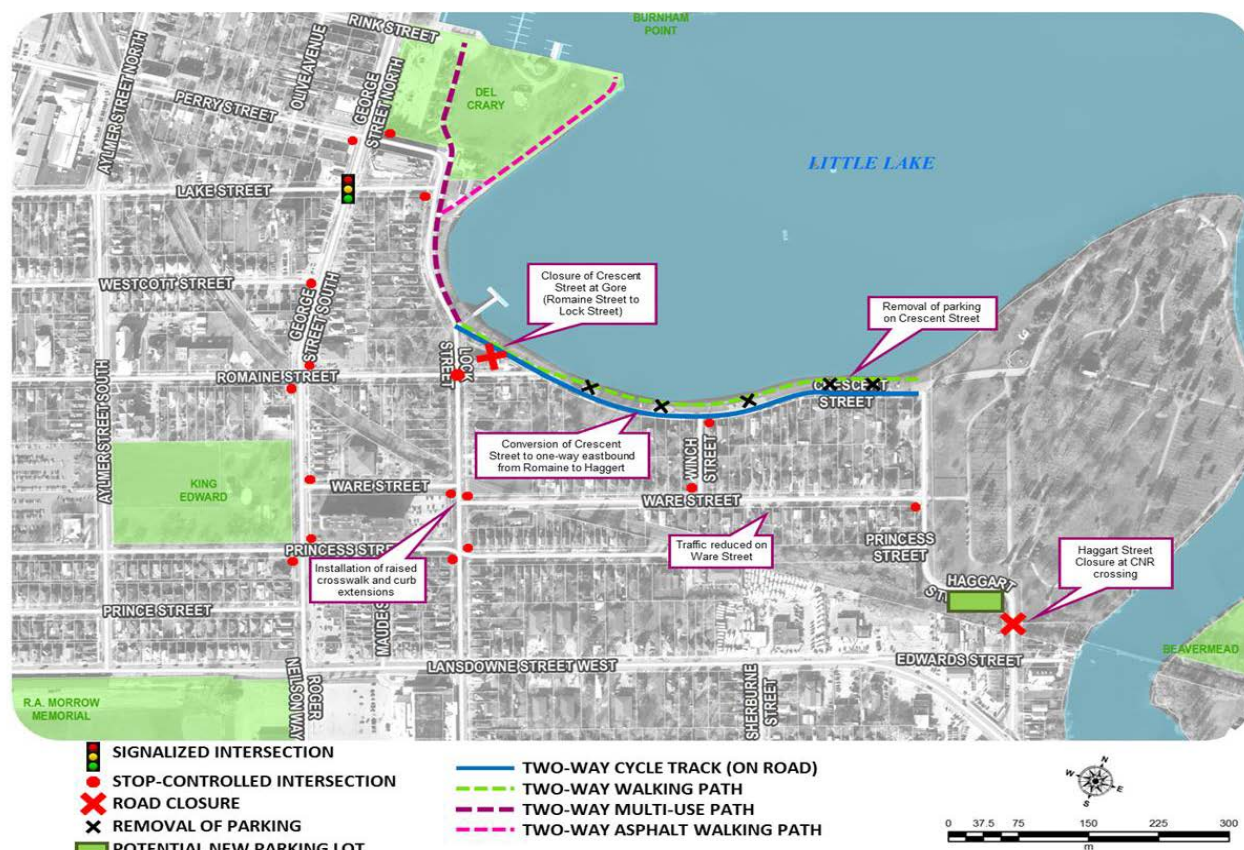 BURNHAM
POINT
RINK STREET
OLIVE AVENUE
AYLMER STREET NORTH
GEORGE
STREET NORTH
PERRY STREET
DEL
CRARY
LITTLE LAKE
LAKE STREET
WESTCOTT STREET
GEORGE
STREET SOUTH
Closure of Crescent
Street at Gore
(Romaine Street to
Lock Street)
Removal of parking
on Crescent Street
LOCK
STREET
ROMAINE STREET
CRESCENT
STREET
AYLMER STREET SOUTH
Conversion of Crescent
Street to one-way eastbound
from Romaine to Haggert
WINCH
STREET
KING
EDWARD
WARE STREET
WARE STREET
PRINCESS STREET
Installation of raised
crosswalk and curb
extensions
Traffic reduced on
Ware Street
PRINCESS
STREET
Haggart Street
Closure at CNR
crossing
HAGGART
PRINCE STREET
MAUDE
LANSDOWNE STREET WEST
EDWARDS STREET
BEAVERMEAD
R.A. MORROW
MEMORIAL
NEILSON WAY
ROGER
SHERBURNE
STREET
SIGNALIZED INTERSECTION
STOP-CONTROLLED INTERSECTION
ROAD CLOSURE
REMOVAL OF PARKING
POTENTIAL NEW PARKING LOT
TWO-WAY CYCLE TRACK (ON ROAD)
TWO-WAY WALKING PATH
TWO-WAY MULTI-USE PATH
TWO-WAY ASPHALT WALKING PATH
N
W
E
S
0 37.5 75 150 225 300
m